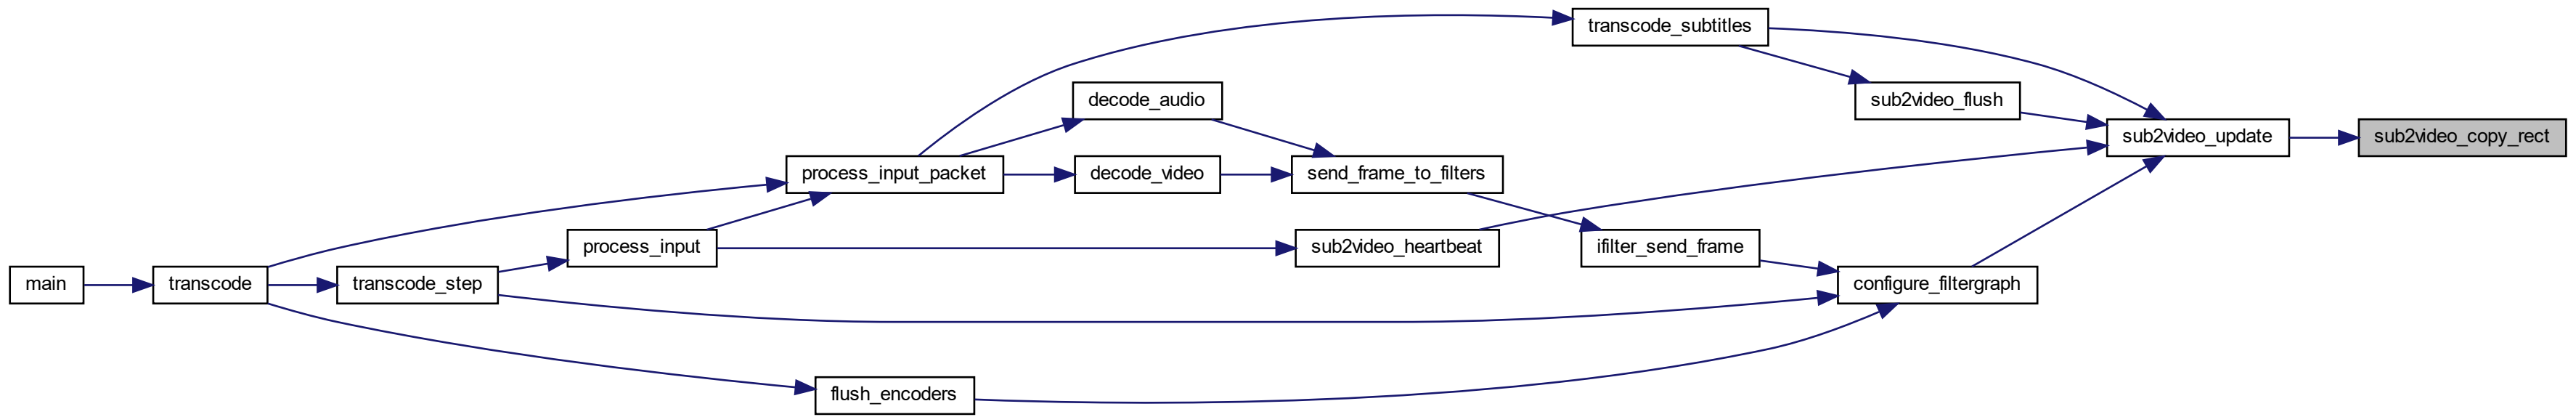 transcode_subtitles
decode_audio
sub2video_flush
sub2video_update
sub2video_copy_rect
process_input_packet
decode_video
send_frame_to_filters
process_input
sub2video_heartbeat
ifilter_send_frame
main
transcode
transcode_step
configure_filtergraph
flush_encoders